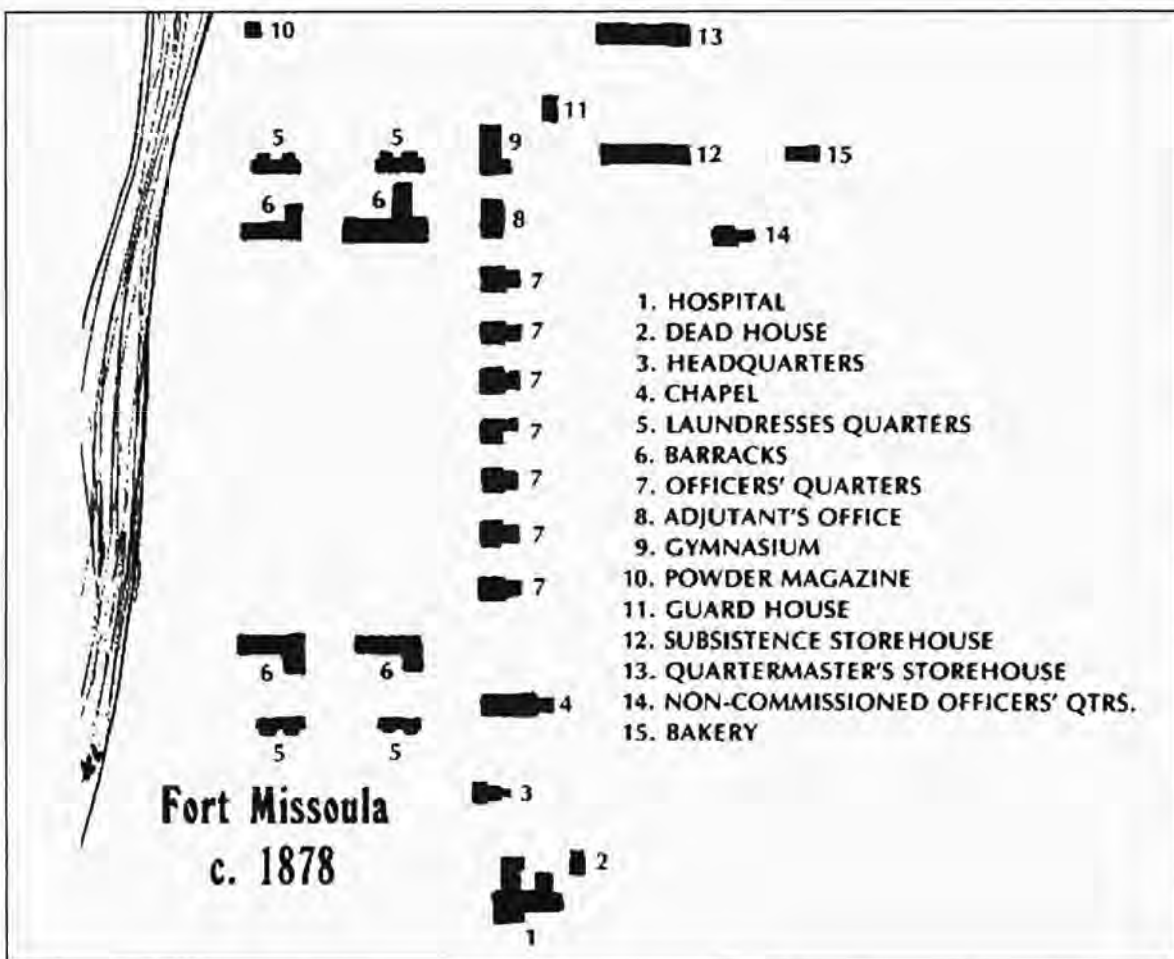 10
13
11
5
5
9
12
15
6
6
8
14
7
7
7
7
7
7
7
1. HOSPITAL
2. DEAD HOUSE
3. HEADQUARTERS
4. CHAPEL
5. LAUNDRESSES QUARTERS
6. BARRACKS
7. OFFICERS' QUARTERS
8. ADJUTANT'S OFFICE
9. GYMNASIUM
10. POWDER MAGAZINE
11. GUARD HOUSE
12. SUBSISTENCE STOREHOUSE
13. QUARTERMASTER'S STOREHOUSE
14. NON-COMMISSIONED OFFICERS' QTRS.
15. BAKERY
6
6
4
5
5
3
Fort Missoula
c. 1878
2
1